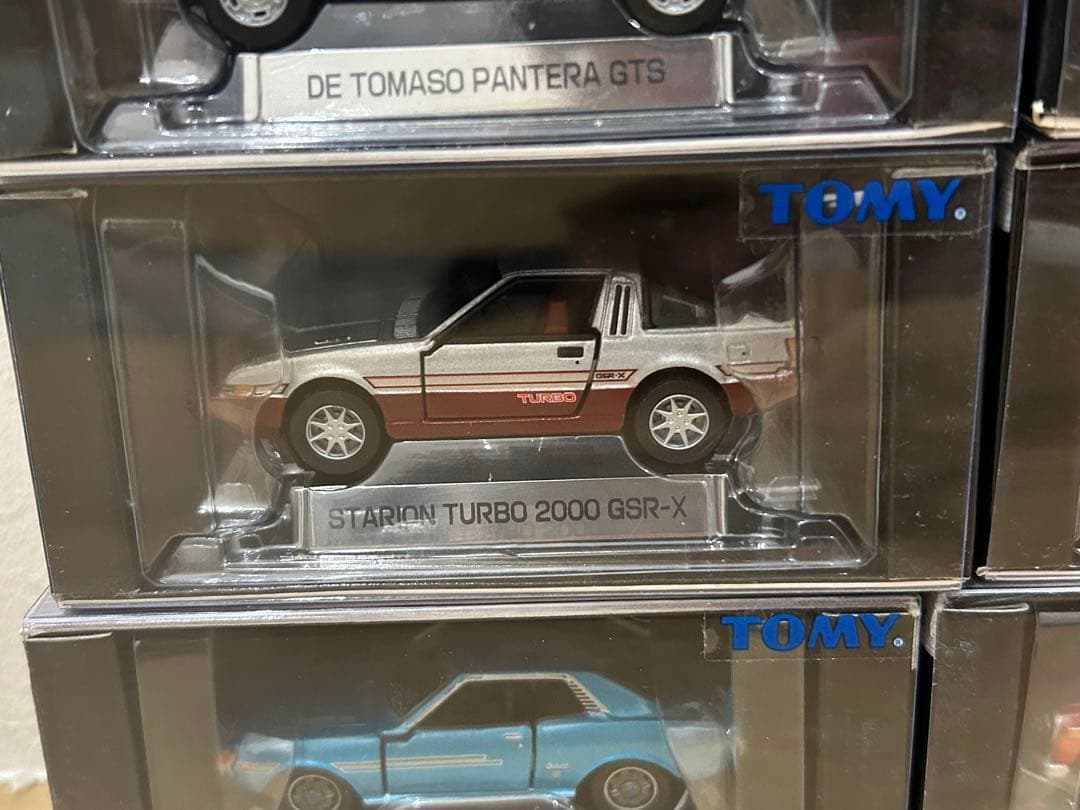 DE TOMASO PANTERA GTS
TOMY®
GSR-X
TURBO
STARION TURBO 2000 GSR-X
TOMY®